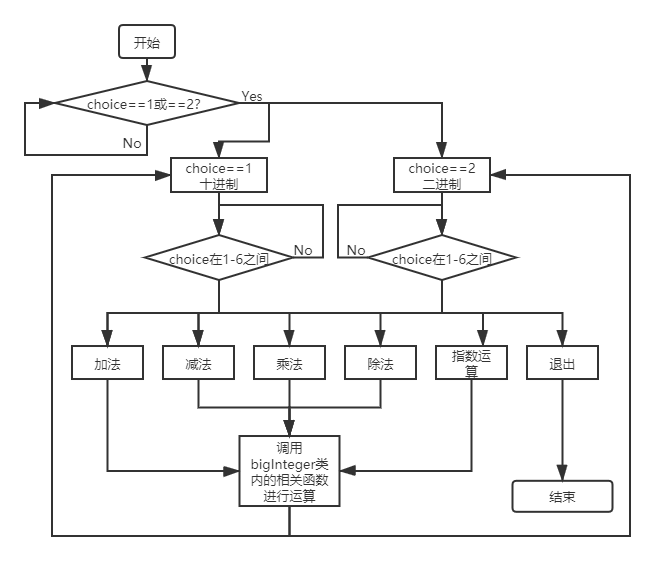 开始
choice==1或==2?
Yes
No
choice==1
十进制
choice==2
二进制
No
No
choice在1-6之间
choice在1-6之间
加法
减法
乘法
除法
指数运
算
退出
调用
bigInteger类
内的相关函数
进行运算
结束